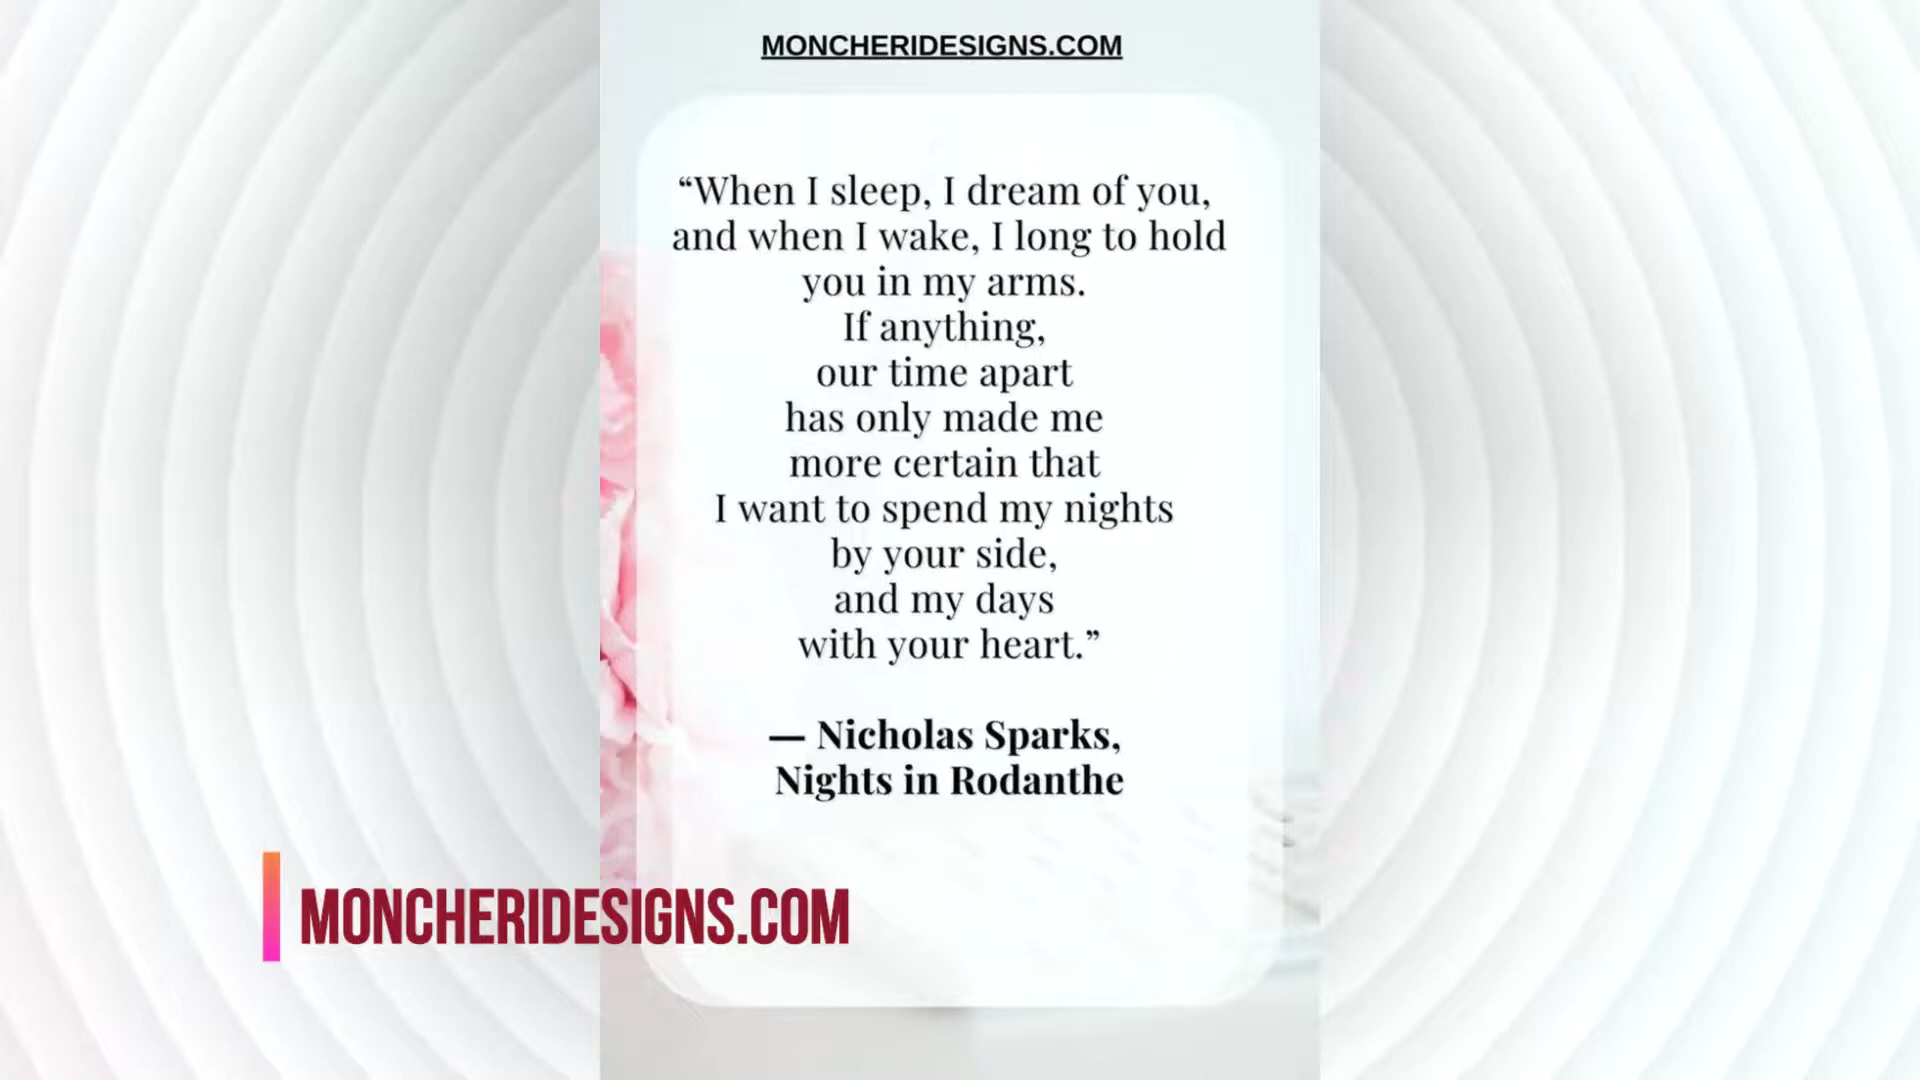 MONCHERIDESIGNS.COM
“When I sleep, I dream of you,
and when I wake, I long to hold
you in my arms.
If anything,
our time apart
has only made me
more certain that
I want to spend my nights
by your side,
and my days
with your heart.”
— Nicholas Sparks,
Nights in Rodanthe
MONCHERIDESIGNS.COM